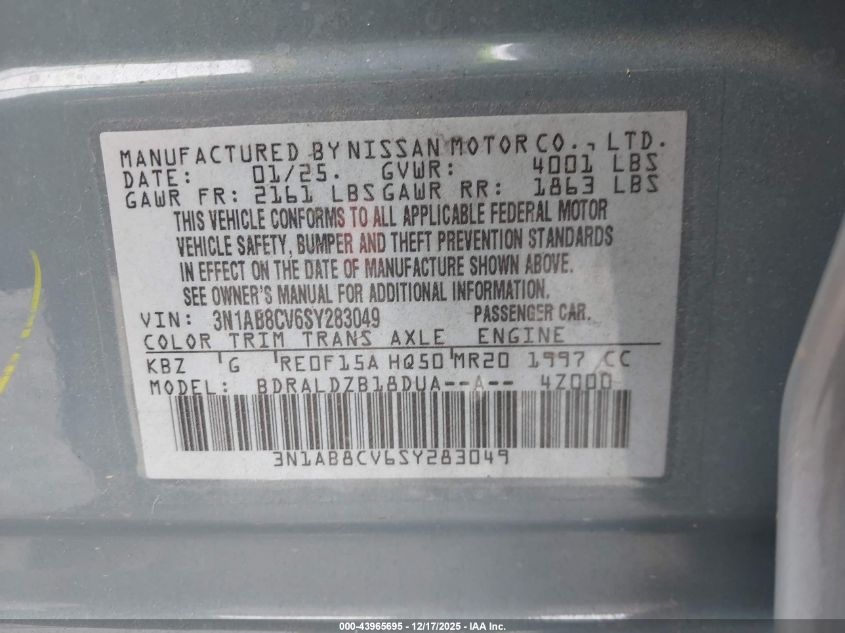 MANUFACTURED BY NISSAN MOTOR CO., LTD.
DATE: 01/25. GVWR: 4001 LBS
GAWR FR: 2161 LBS GAWR RR: 1863 LBS
THIS VEHICLE CONFORMS TO ALL APPLICABLE FEDERAL MOTOR
VEHICLE SAFETY, BUMPER AND THEFT PREVENTION STANDARDS
IN EFFECT ON THE DATE OF MANUFACTURE SHOWN ABOVE.
SEE OWNER'S MANUAL FOR ADDITIONAL INFORMATION.
VIN: 3N1AB8CV6SY283049 PASSENGER CAR.
COLOR TRIM TRANS AXLE ENGINE
KBZ G RE0F15A HQ50 MR20 1997 CC
MODEL: BDRALDZB18DUA--A-- 4Z000
3N1AB8CV6SY283049
000-43965695 | 12/17/2025 - IAA Inc.